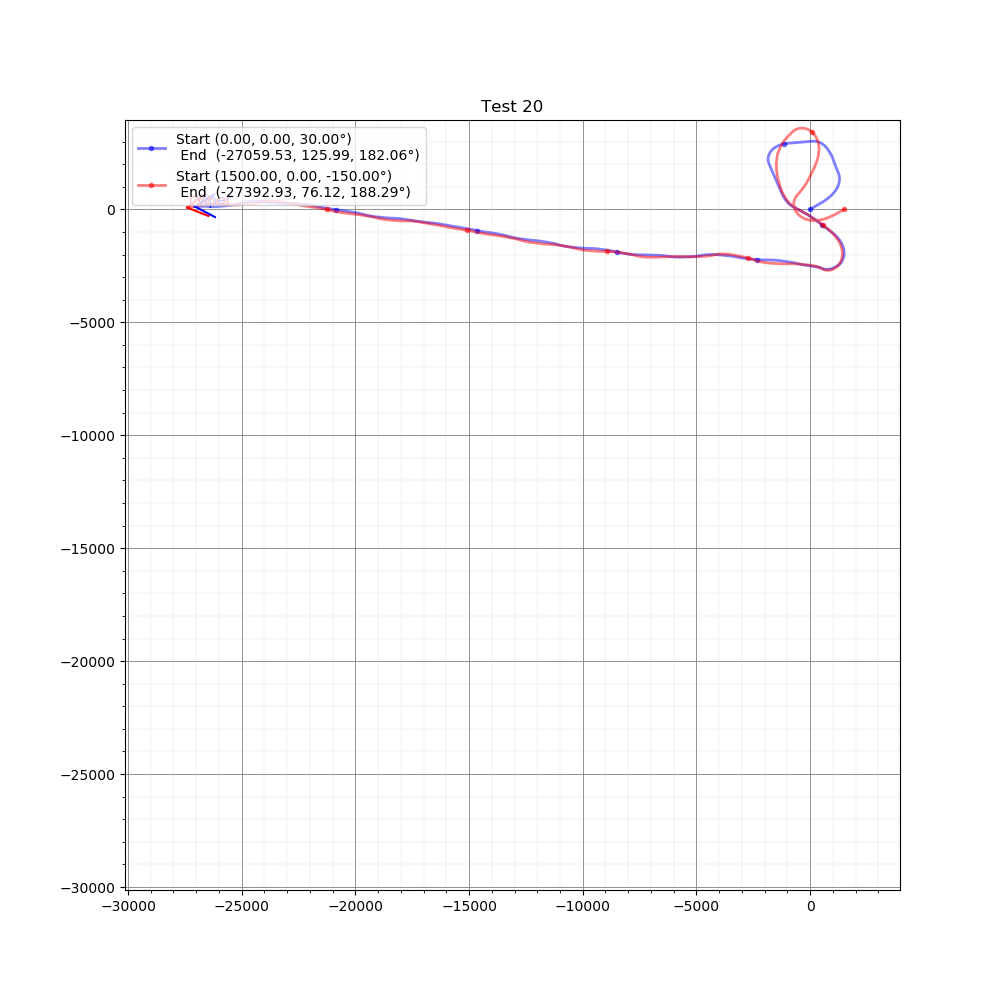 Test 20
Start (0.00, 0.00, 30.00°)
End (-27059.53, 125.99, 182.06°)
Start (1500.00, 0.00, -150.00°)
End (-27392.93, 76.12, 188.29°)
0
−5000
−10000
−15000
−20000
−25000
−30000
−30000 −25000 −20000 −15000 −10000 −5000 0